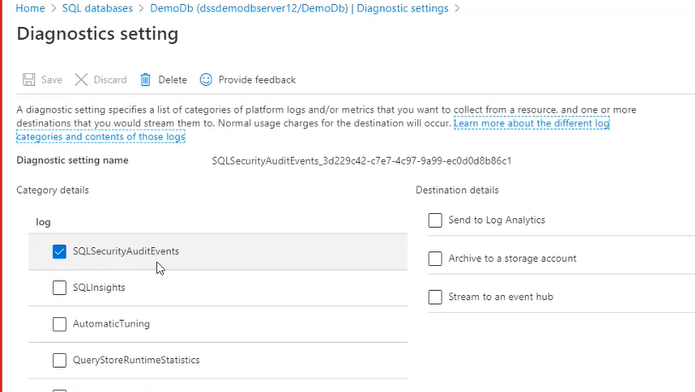 Home > SQL databases > DemoDb (dssdemodbserver12/DemoDb) | Diagnostic settings >
Diagnostic setting
Save Discard Delete Provide feedback
A diagnostic setting specifies a list of categories of platform logs and/or metrics that you want to collect from a resource, and one or more
destinations that you would stream them to. Normal usage charges for the destination will occur. Learn more about the different log
categories and contents of those logs
Diagnostic setting name SQLSecurityAuditEvents_3d229c42-c7e7-4c97-9a99-ec0d0d8b86c1
Category details
Destination details
log
Send to Log Analytics
SQLSecurityAuditEvents
Archive to a storage account
SQLInsights
Stream to an event hub
AutomaticTuning
QueryStoreRuntimeStatistics